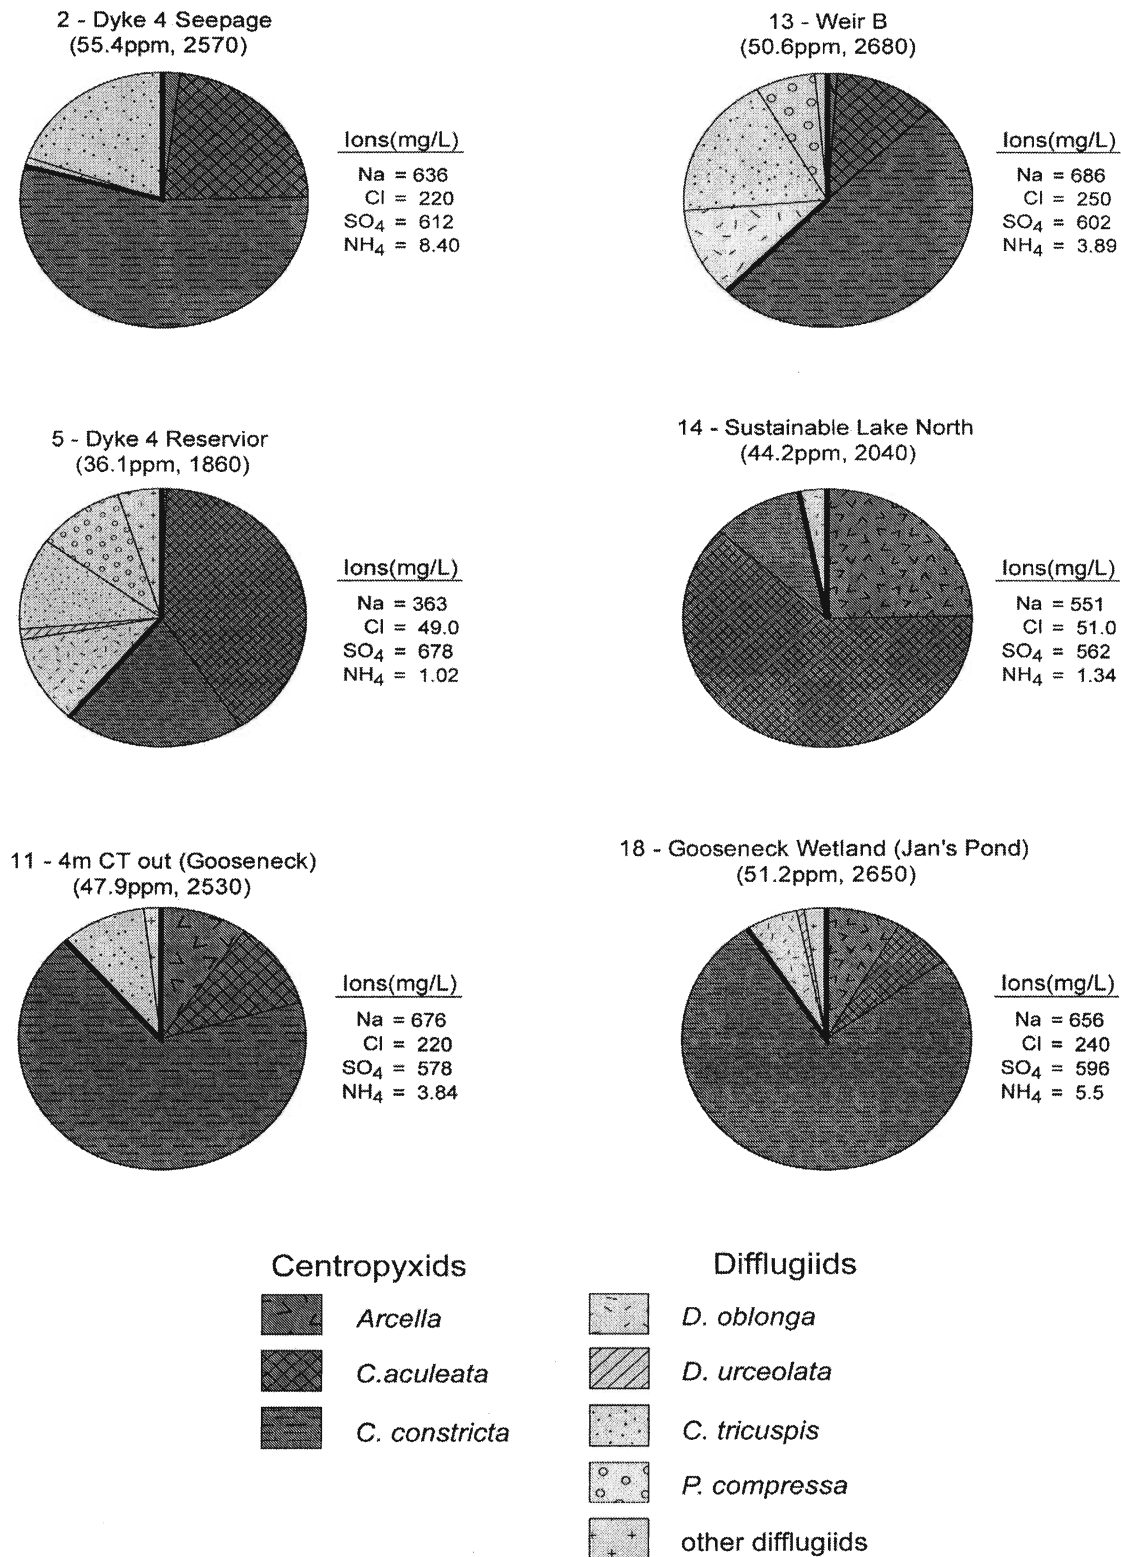 2 - Dyke 4 Seepage
(55.4ppm, 2570)
Ions(mg/L)
Na = 636
Cl = 220
SO4 = 612
NH4 = 8.40
13 - Weir B
(50.6ppm, 2680)
Ions(mg/L)
Na = 686
Cl = 250
SO4 = 602
NH4 = 3.89
5 - Dyke 4 Reservior
(36.1ppm, 1860)
Ions(mg/L)
Na = 363
Cl = 49.0
SO4 = 678
NH4 = 1.02
14 - Sustainable Lake North
(44.2ppm, 2040)
Ions(mg/L)
Na = 551
Cl = 51.0
SO4 = 562
NH4 = 1.34
11 - 4m CT out (Gooseneck)
(47.9ppm, 2530)
Ions(mg/L)
Na = 676
Cl = 220
SO4 = 578
NH4 = 3.84
18 - Gooseneck Wetland (Jan's Pond)
(51.2ppm, 2650)
Ions(mg/L)
Na = 656
Cl = 240
SO4 = 596
NH4 = 5.5
Centropyxids
Arcella
C.aculeata
C. constricta
Difflugiids
D. oblonga
D. urceolata
C. tricuspis
P. compressa
other difflugiids